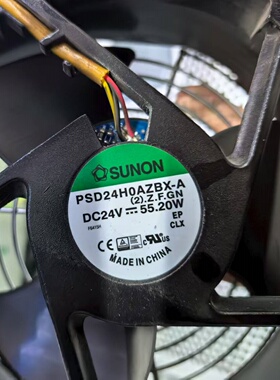 SUNON
PSD24H0AZBX-A
(2).Z.F.GN
DC24V ⎓ 55.20W
EP
CLX
MADE IN CHINA